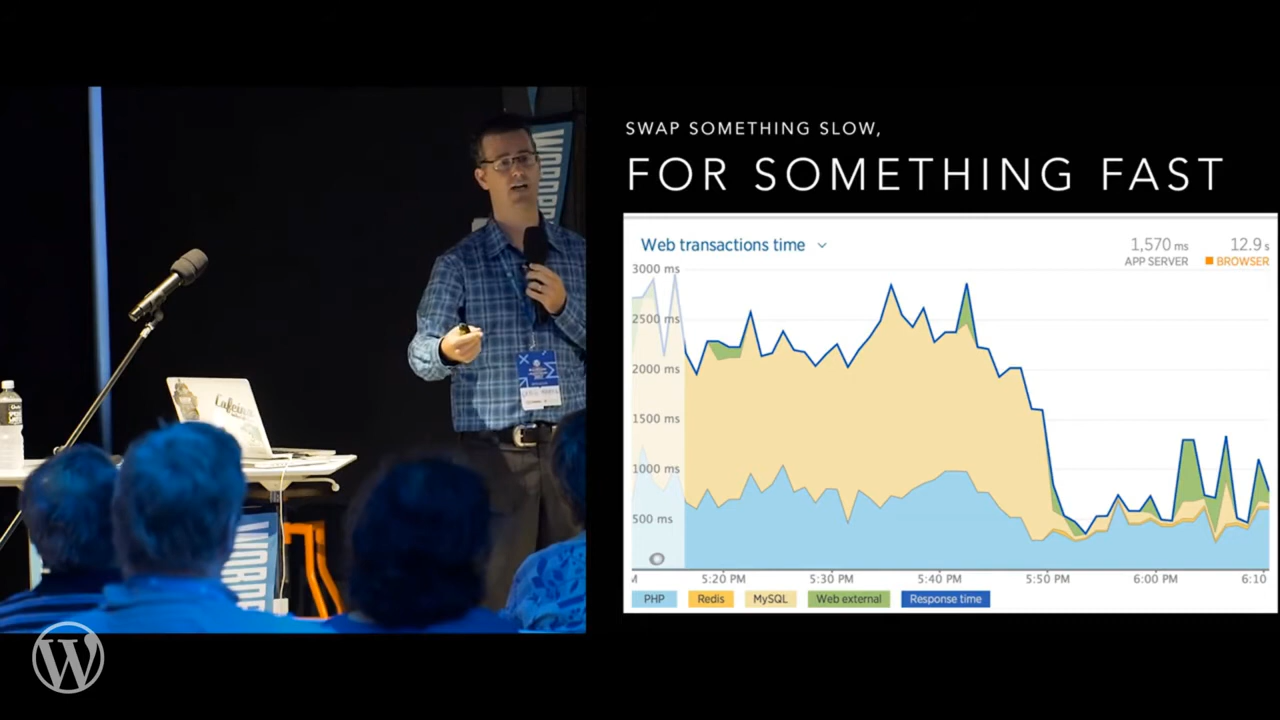 SWAP SOMETHING SLOW,
FOR SOMETHING FAST
Web transactions time
1,570 ms
APP SERVER
12.9 s
BROWSER
3000 ms
2500 ms
2000 ms
1500 ms
1000 ms
500 ms
5:20 PM
5:30 PM
5:40 PM
5:50 PM
6:00 PM
6:10
PHP
Redis
MySQL
Web external
Response time